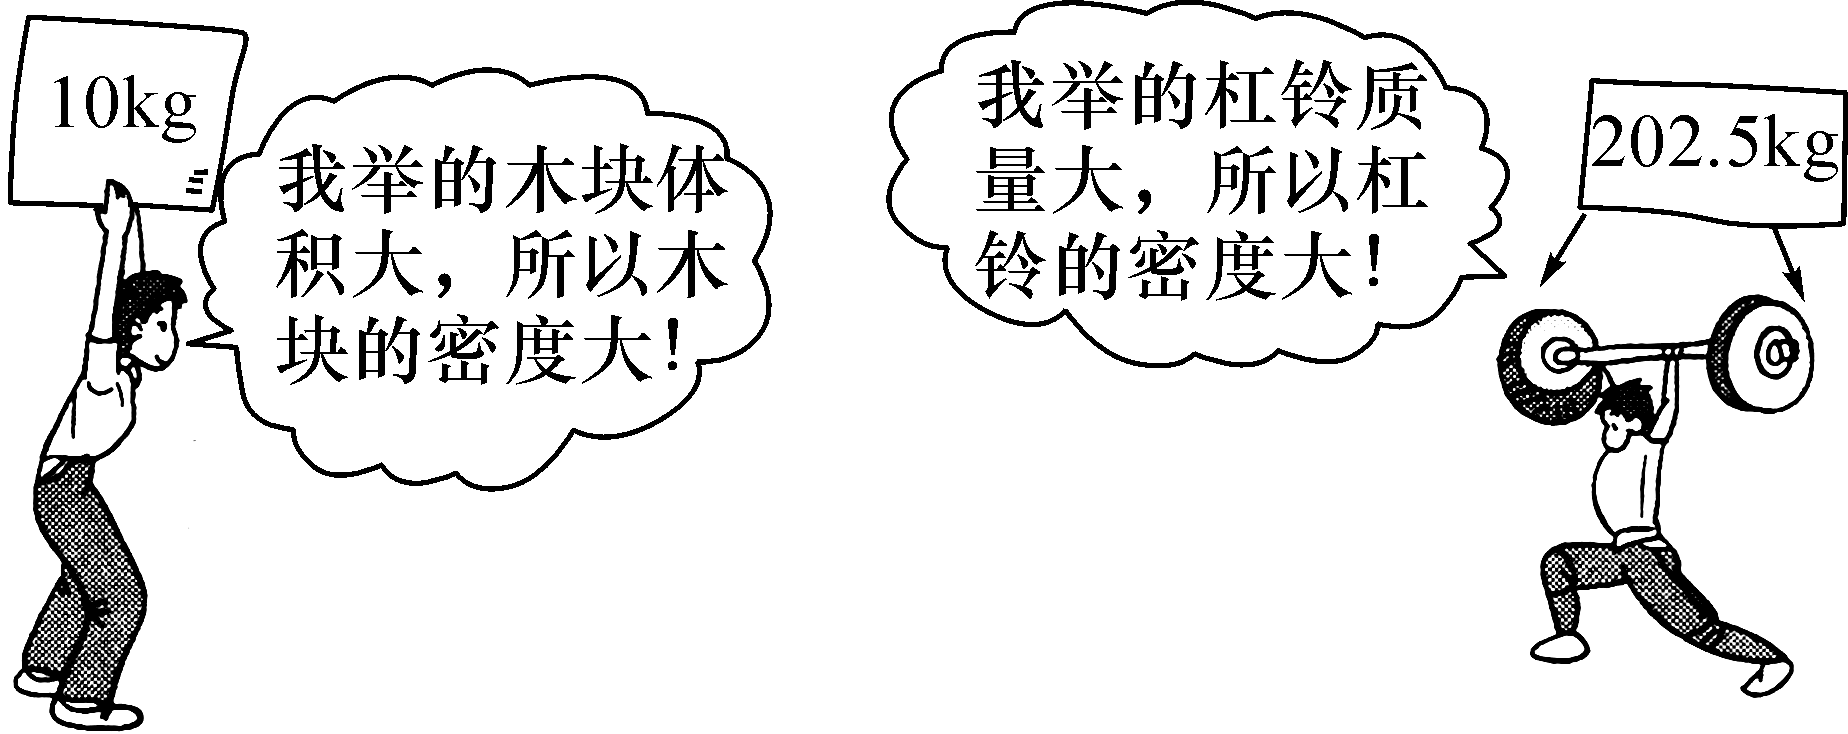 10kg
我举的木块体
积大，所以木
块的密度大！
我举的杠铃质
量大，所以杠
铃的密度大！
202.5kg